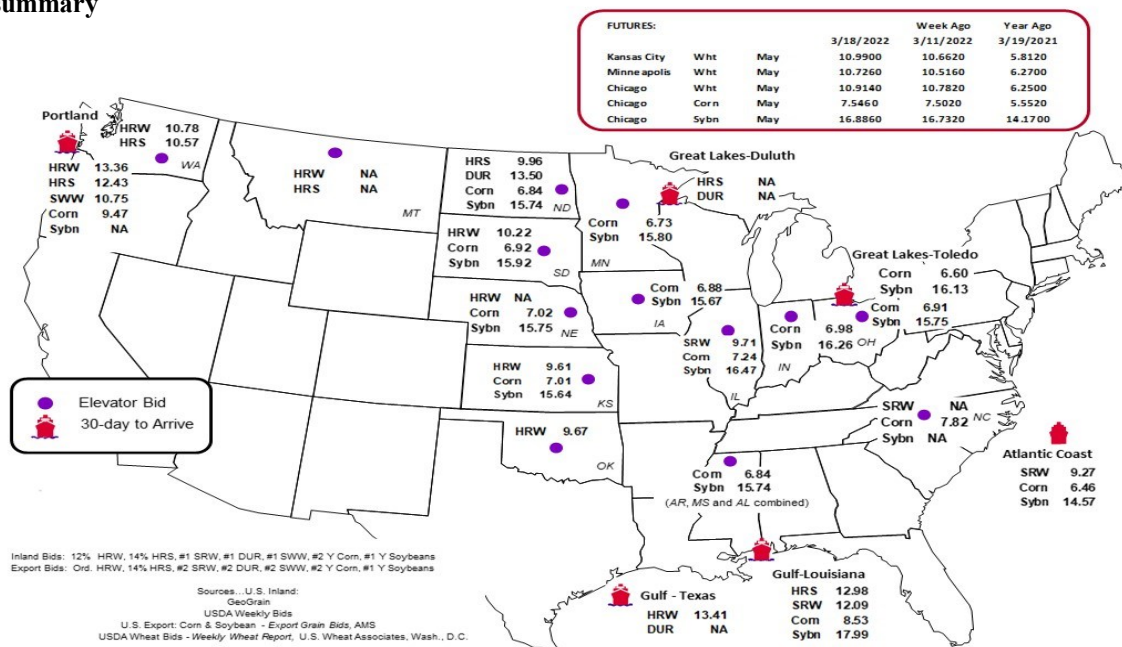 summary
FUTURES: Week Ago Year Ago
3/18/2022 3/11/2022 3/19/2021
Kansas City Wht May 10.9900 10.6620 5.8120
Minneapolis Wht May 10.7260 10.5160 6.2700
Chicago Wht May 10.9140 10.7820 6.2500
Chicago Corn May 7.5460 7.5020 5.5520
Chicago Sybn May 16.8860 16.7320 14.1700
Portland
HRW 13.36
HRS 12.43
SWW 10.75
Corn 9.47
Sybn NA
HRW 10.78
HRS 10.57
WA
HRW NA
HRS NA
MT
HRS 9.96
DUR 13.50
Corn 6.84
Sybn 15.74
ND
HRW 10.22
Corn 6.92
Sybn 15.92
SD
HRW NA
Corn 7.02
Sybn 15.75
NE
HRW 9.61
Corn 7.01
Sybn 15.64
KS
HRW 9.67
OK
Great Lakes-Duluth
HRS NA
DUR NA
Corn 6.73
Sybn 15.80
MN
Corn 6.88
Sybn 15.67
IA
SRW 9.71
Corn 7.24
Sybn 16.47
IL
Corn 6.98
Sybn 16.26
IN
Great Lakes-Toledo
Corn 6.60
Sybn 16.13
Corn 6.91
Sybn 15.75
OH
SRW NA
Corn 7.82
Sybn NA
NC
Atlantic Coast
SRW 9.27
Corn 6.46
Sybn 14.57
Corn 6.84
Sybn 15.74
(AR, MS and AL combined)
Gulf-Louisiana
HRS 12.98
SRW 12.09
Corn 8.53
Sybn 17.99
Gulf - Texas
HRW 13.41
DUR NA
Elevator Bid
30-day to Arrive
Inland Bids: 12% HRW, 14% HRS, #1 SRW, #1 DUR, #1 SWW, #2 Y Corn, #1 Y Soybeans
Export Bids: Ord. HRW, 14% HRS, #2 SRW, #2 DUR, #2 SWW, #2 Y Corn, #1 Y Soybeans
Sources...U.S. Inland:
GeoGrain
USDA Weekly Bids
U.S. Export: Corn & Soybean - Export Grain Bids, AMS
USDA Wheat Bids - Weekly Wheat Report, U.S. Wheat Associates, Wash., D.C.